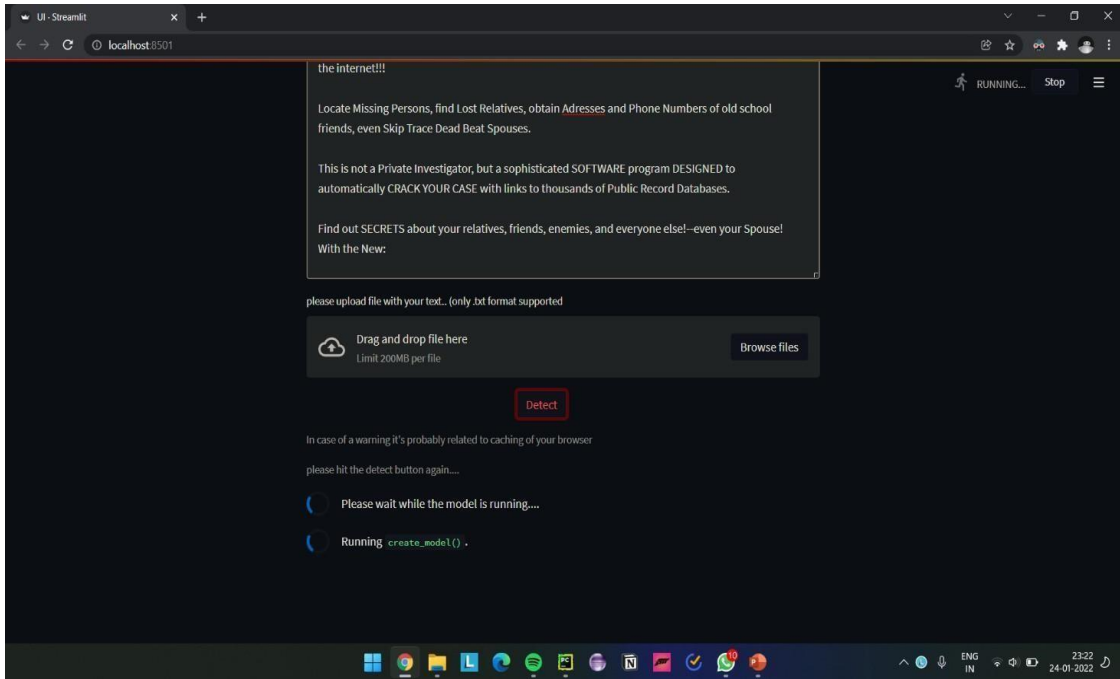 UI · Streamlit
localhost:8501
RUNNING...
Stop
the internet!!!
Locate Missing Persons, find Lost Relatives, obtain Adresses and Phone Numbers of old school
friends, even Skip Trace Dead Beat Spouses.
This is not a Private Investigator, but a sophisticated SOFTWARE program DESIGNED to
automatically CRACK YOUR CASE with links to thousands of Public Record Databases.
Find out SECRETS about your relatives, friends, enemies, and everyone else!--even your Spouse!
With the New:
please upload file with your text.. (only .txt format supported
Drag and drop file here
Limit 200MB per file
Browse files
Detect
In case of a warning it's probably related to caching of your browser
please hit the detect button again....
Please wait while the model is running....
Running create_model().
L
PC
N
10
P
ENG
IN
23:22
24-01-2022